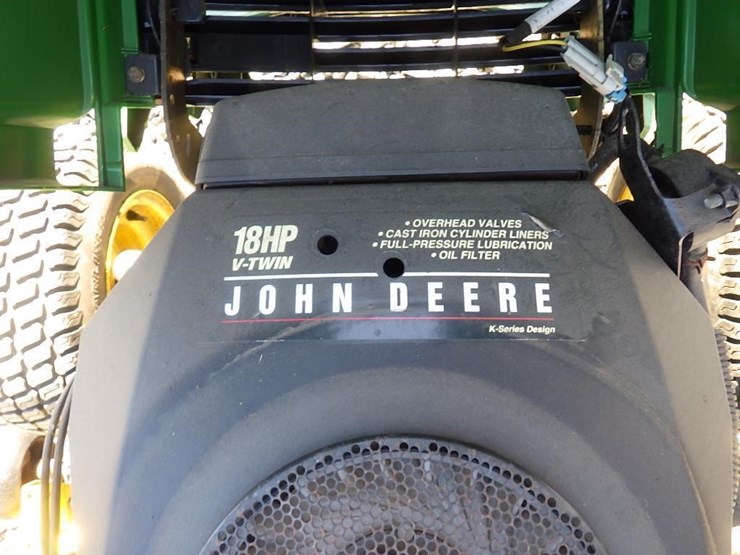 18HP
V-TWIN
• OVERHEAD VALVES
• CAST IRON CYLINDER LINERS
• FULL-PRESSURE LUBRICATION
• OIL FILTER
JOHN DEERE
K-Series Design